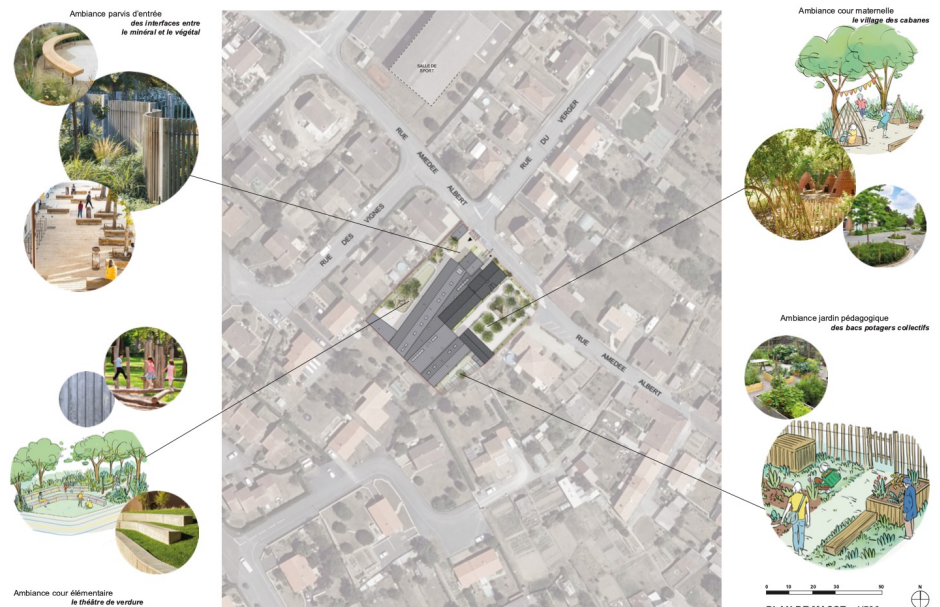 Ambiance parvis d'entrée
des interfaces entre
le minéral et le végétal
Ambiance cour maternelle
le village des cabanes
SALLE DE
SPORT
RUE AMEDEE ALBERT
RUE DU VERGER
RUE DES VIGNES
RUE AMEDEE ALBERT
Ambiance jardin pédagogique
des bacs potagers collectifs
Ambiance cour élémentaire
le théâtre de verdure
0 10 20 30 50
N